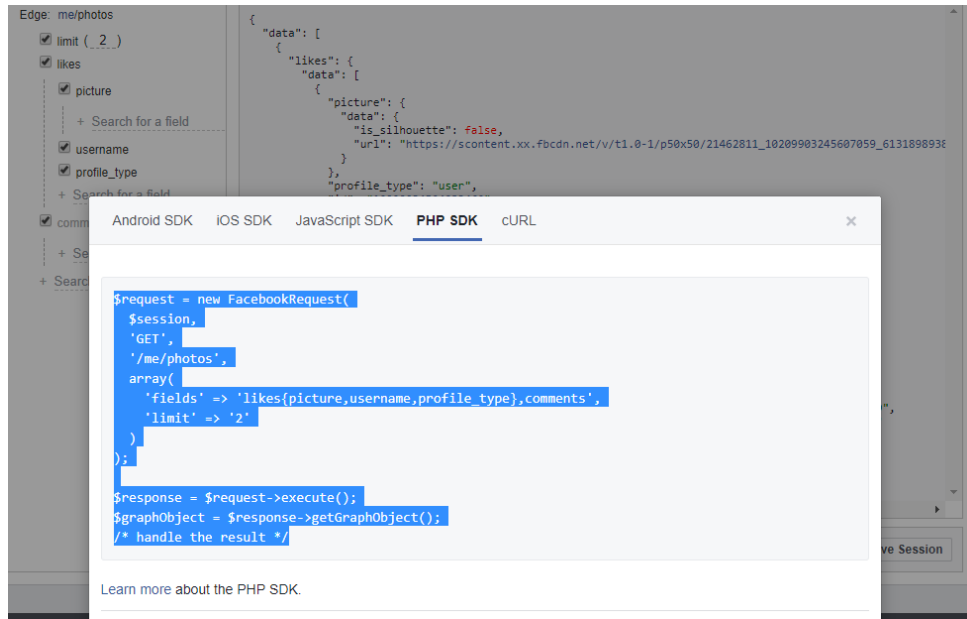 Edge: me/photos
limit ( 2 )
likes
picture
+ Search for a field
username
profile_type
+ Search for a field
comm
+ Se
+ Searc
{
"data": [
{
"likes": {
"data": [
{
"picture": {
"data": {
"is_silhouette": false,
"url": "https://scontent.xx.fbcdn.net/v/t1.0-1/p50x50/21462811_10209903245607059_6131898938
}
},
"profile_type": "user",
",
ve Session
Android SDK iOS SDK JavaScript SDK PHP SDK cURL ×
$request = new FacebookRequest(
$session,
'GET',
'/me/photos',
array(
'fields' => 'likes{picture,username,profile_type},comments',
'limit' => '2'
)
);
$response = $request->execute();
$graphObject = $response->getGraphObject();
/* handle the result */
Learn more about the PHP SDK.